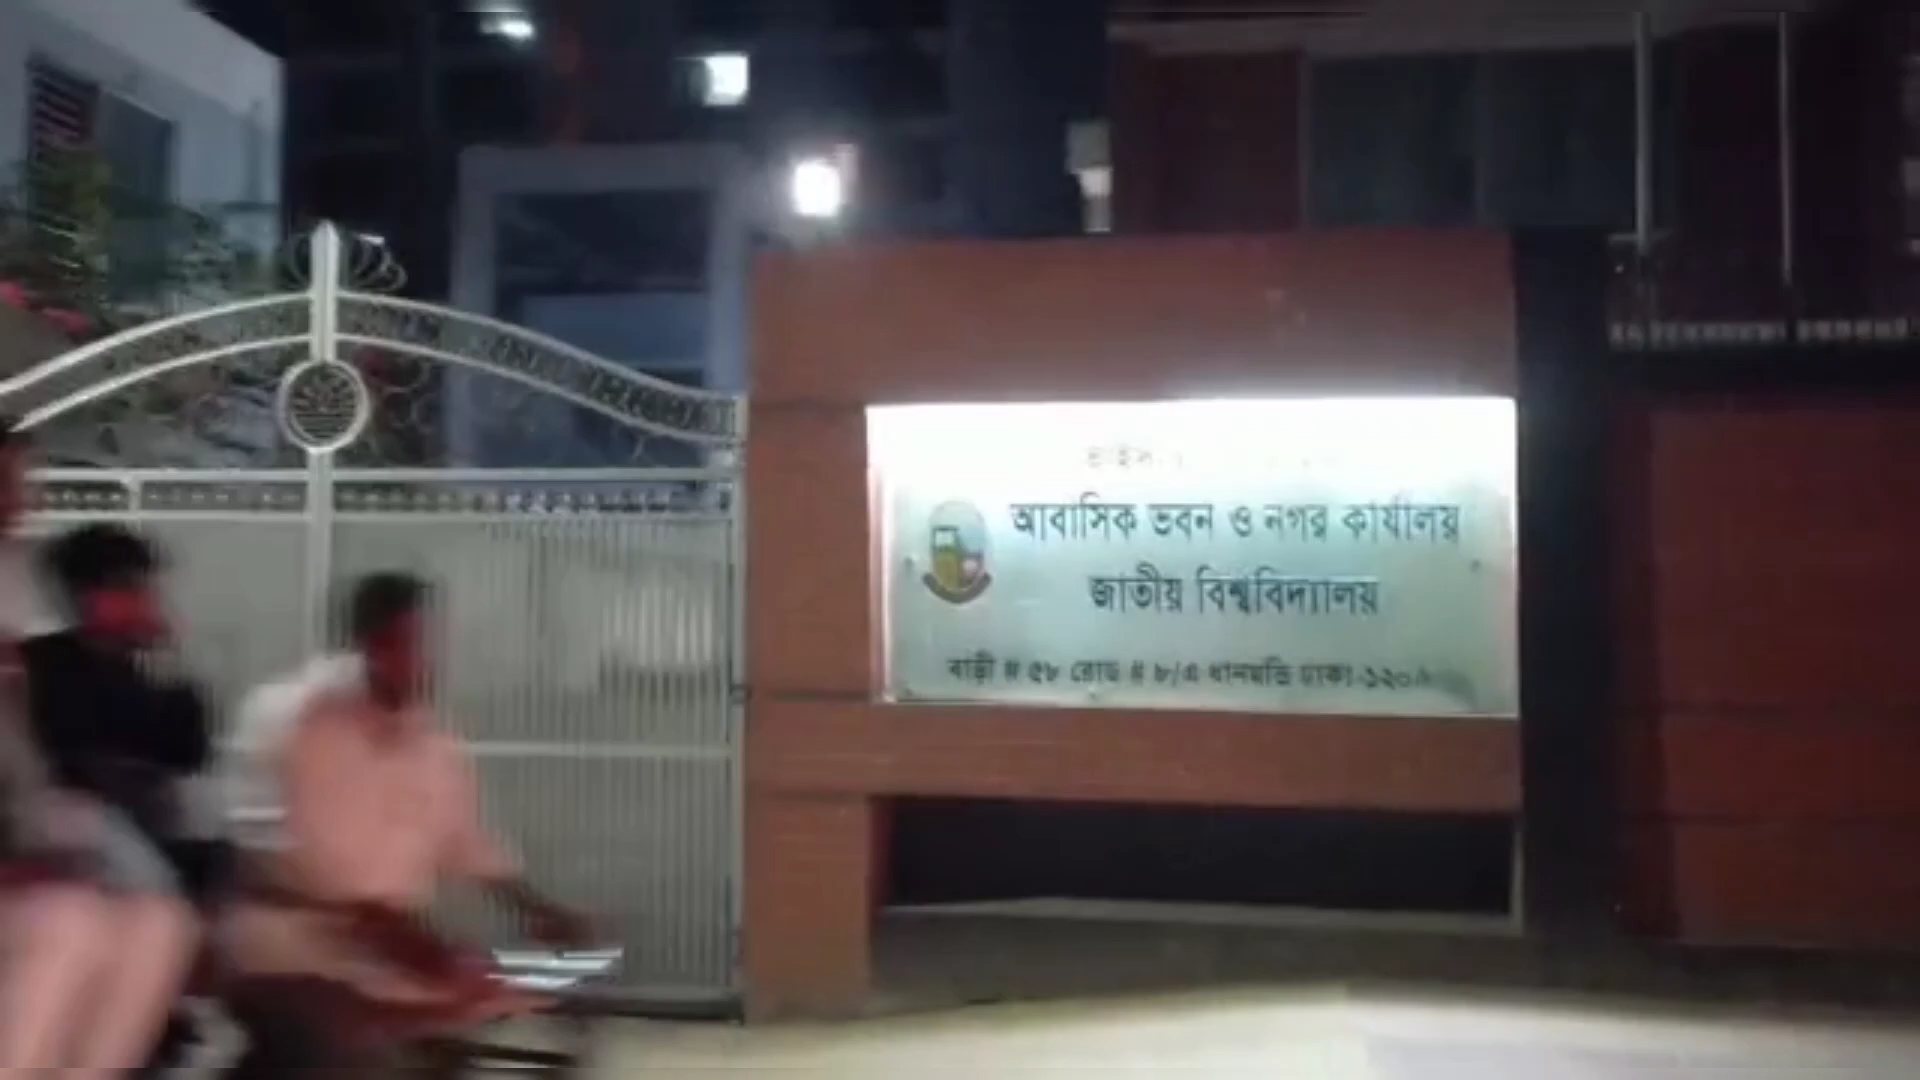 আবাসিক ভবন ও নগর কার্যালয়
জাতীয় বিশ্ববিদ্যালয়
বাড়ী # ৫৮ রোড # ৮/এ ধানমন্ডি ঢাকা-